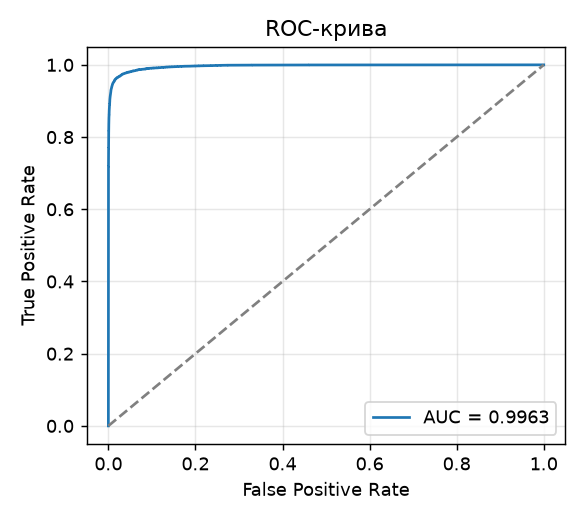 ROC-крива
1.0
0.8
0.6
0.4
0.2
0.0
True Positive Rate
AUC = 0.9963
0.0 0.2 0.4 0.6 0.8 1.0
False Positive Rate